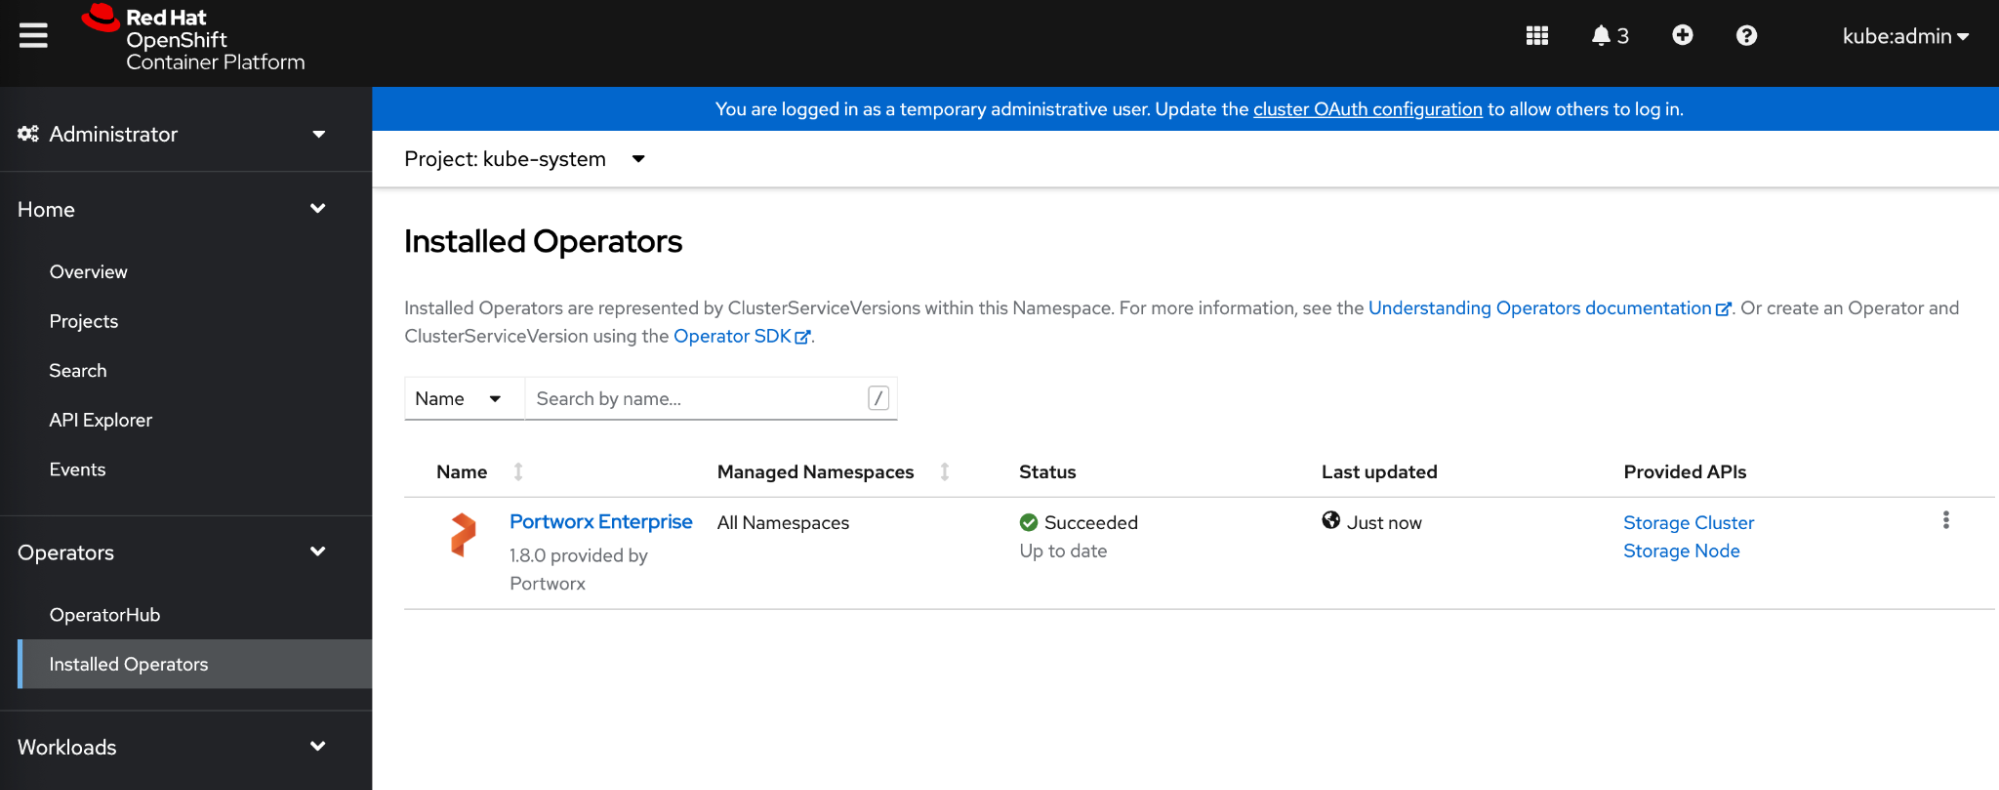 Red Hat
OpenShift
Container Platform
3
kube:admin
Administrator
You are logged in as a temporary administrative user. Update the cluster OAuth configuration to allow others to log in.
Project: kube-system
Home
Overview
Projects
Search
API Explorer
Events
Operators
OperatorHub
Installed Operators
Workloads
Installed Operators
Installed Operators are represented by ClusterServiceVersions within this Namespace. For more information, see the Understanding Operators documentation. Or create an Operator and
ClusterServiceVersion using the Operator SDK.
Name Search by name... /
Name Managed Namespaces Status Last updated Provided APIs
Portworx Enterprise All Namespaces Succeeded Just now Storage Cluster
1.8.0 provided by Up to date Storage Node
Portworx